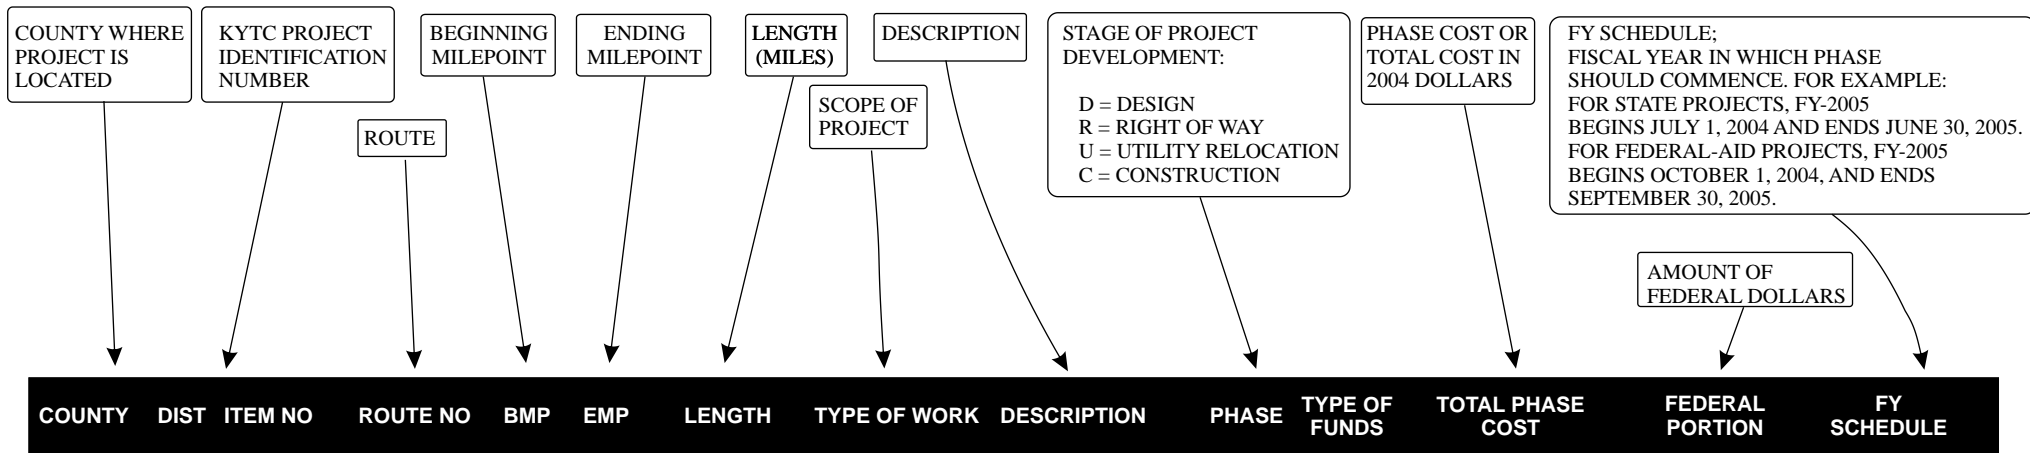 COUNTY WHERE
PROJECT IS
LOCATED
KYTC PROJECT
IDENTIFICATION
NUMBER
ROUTE
BEGINNING
MILEPOINT
ENDING
MILEPOINT
LENGTH
(MILES)
SCOPE OF
PROJECT
DESCRIPTION
STAGE OF PROJECT
DEVELOPMENT:
D = DESIGN
R = RIGHT OF WAY
U = UTILITY RELOCATION
C = CONSTRUCTION
PHASE COST OR
TOTAL COST IN
2004 DOLLARS
FY SCHEDULE;
FISCAL YEAR IN WHICH PHASE
SHOULD COMMENCE. FOR EXAMPLE:
FOR STATE PROJECTS, FY-2005
BEGINS JULY 1, 2004 AND ENDS JUNE 30, 2005.
FOR FEDERAL-AID PROJECTS, FY-2005
BEGINS OCTOBER 1, 2004, AND ENDS
SEPTEMBER 30, 2005.
AMOUNT OF
FEDERAL DOLLARS
COUNTY
DIST
ITEM NO
ROUTE NO
BMP
EMP
LENGTH
TYPE OF WORK
DESCRIPTION
PHASE
TYPE OF
FUNDS
TOTAL PHASE
COST
FEDERAL
PORTION
FY
SCHEDULE